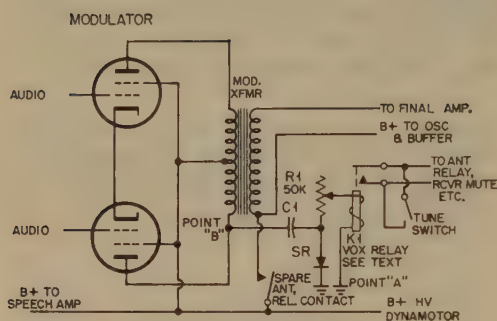 MODULATOR
AUDIO
MOD.
XFMR
TO FINAL AMP.
B+ TO OSC
& BUFFER
R1
50K
C1
TO ANT
RELAY,
RCVR MUTE
ETC.
AUDIO
POINT
"B"
SR
K1
VOX RELAY
SEE TEXT
TUNE
SWITCH
SPARE
ANT,
REL. CONTACT
POINT "A"
B+ TO
SPEECH AMP
B+ HV
DYNAMOTOR